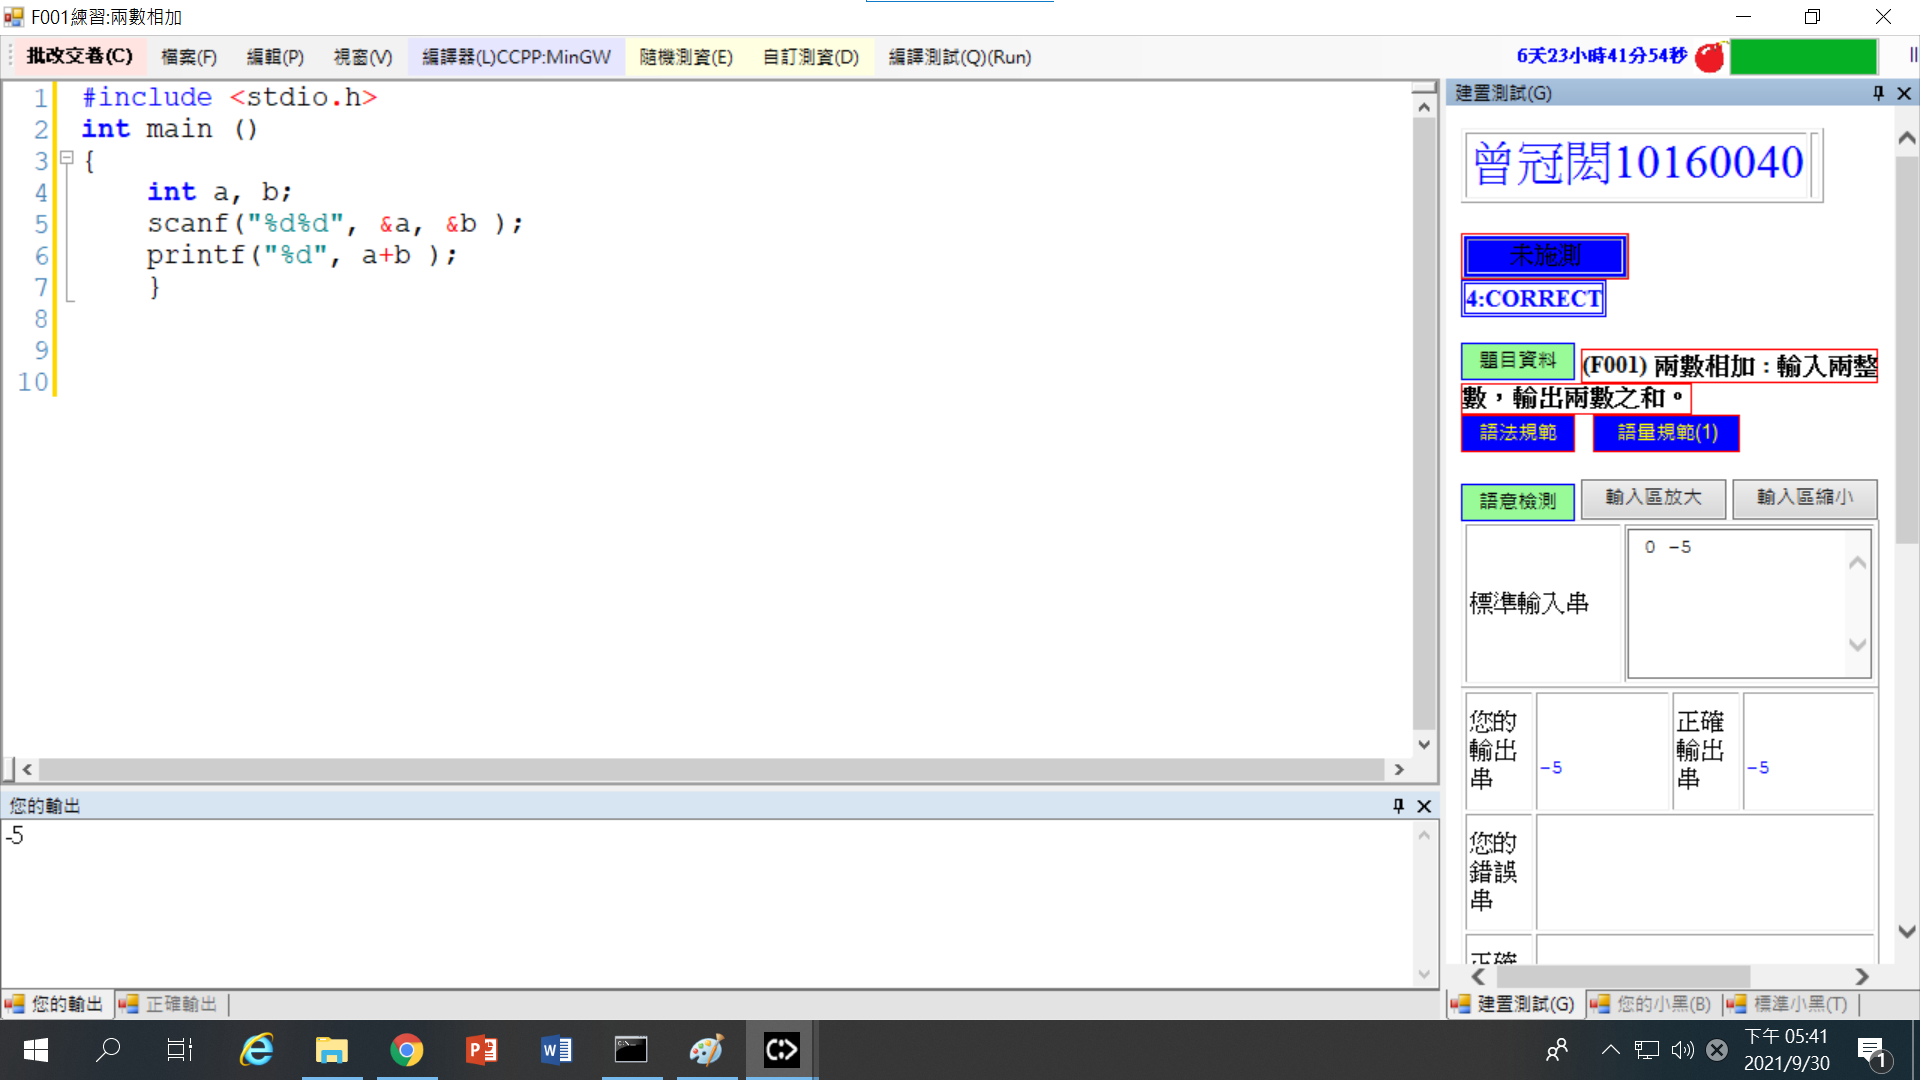 F001練習:兩數相加
批改交卷(C) 檔案(F) 編輯(P) 視窗(V) 編譯器(L)CCPP:MinGW 隨機測資(E) 自訂測資(D) 編譯測試(Q)(Run) 6天23小時41分54秒
1 #include <stdio.h>
2 int main ()
3 {
4 int a, b;
5 scanf("%d%d", &a, &b );
6 printf("%d", a+b );
7 }
8
9
10
您的輸出
-5
您的輸出 正確輸出
建置測試(G)
曾冠閎10160040
未施測
4:CORRECT
題目資料 (F001) 兩數相加：輸入兩整
數，輸出兩數之和。
語法規範 語量規範(1)
語意檢測 輸入區放大 輸入區縮小
標準輸入串 0 -5
您的
輸出
串
-5
正確
輸出
串
-5
您的
錯誤
串
正確
建置測試(G) 您的小黑(B) 標準小黑(T)
下午 05:41
2021/9/30
1